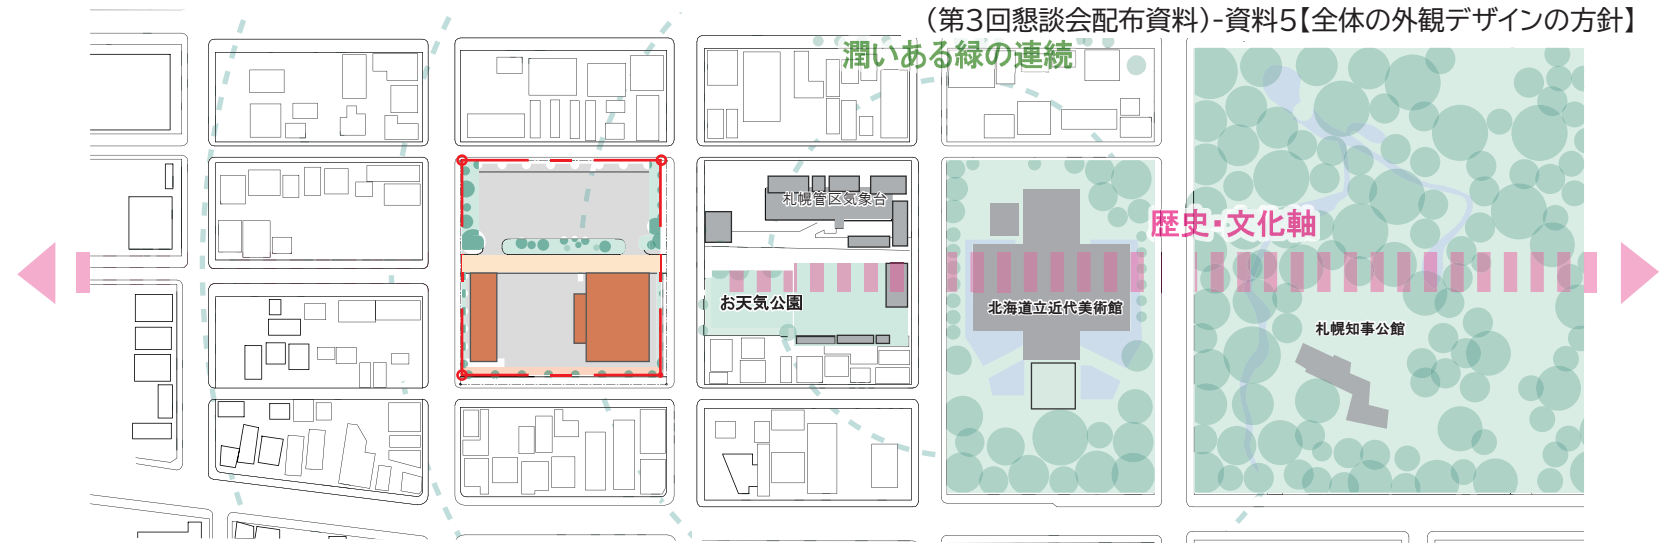 (第3回懇談会配布資料)-資料5【全体の外観デザインの方針】
潤いある緑の連続
札幌管区気象台
歴史・文化軸
お天気公園
北海道立近代美術館
札幌知事公館